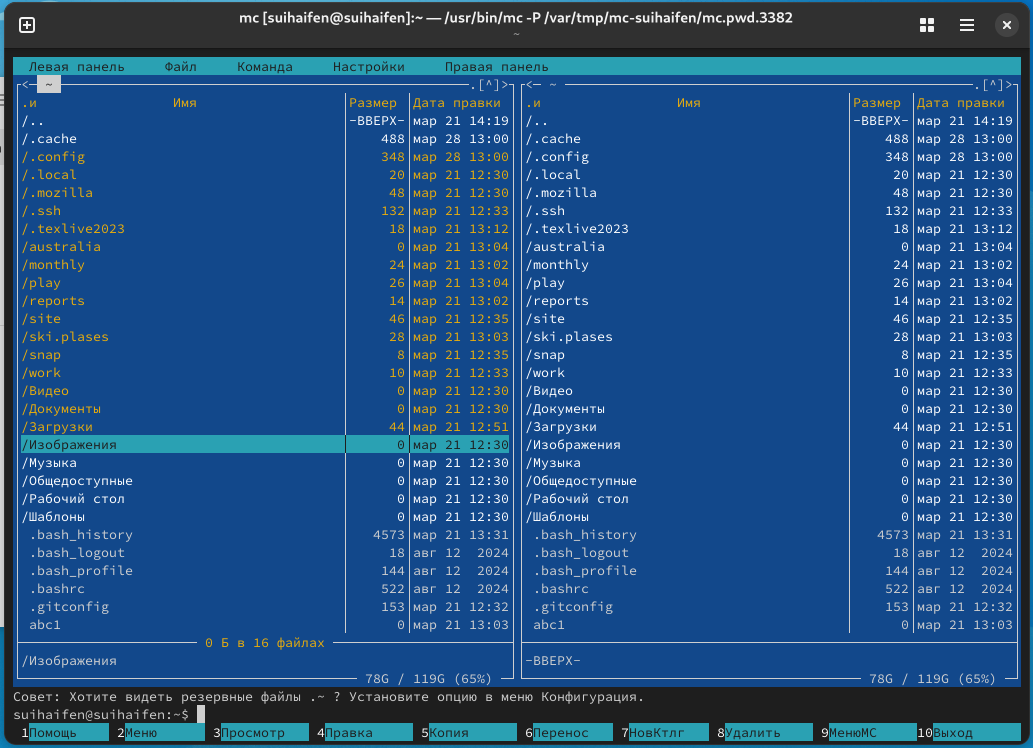 mc [suihaifen@suihaifen]:~ — /usr/bin/mc -P /var/tmp/mc-suihaifen/mc.pwd.3382
~
Левая панель Файл Команда Настройки Правая панель
<— ~ .[^]> <— ~ .[^]>
.и Имя Размер Дата правки .и Имя Размер Дата правки
/.. -ВВЕРХ- мар 21 14:19 /.. -ВВЕРХ- мар 21 14:19
/.cache 488 мар 28 13:00 /.cache 488 мар 28 13:00
/.config 348 мар 28 13:00 /.config 348 мар 28 13:00
/.local 20 мар 21 12:30 /.local 20 мар 21 12:30
/.mozilla 48 мар 21 12:30 /.mozilla 48 мар 21 12:30
/.ssh 132 мар 21 12:33 /.ssh 132 мар 21 12:33
/.texlive2023 18 мар 21 13:12 /.texlive2023 18 мар 21 13:12
/australia 0 мар 21 13:04 /australia 0 мар 21 13:04
/monthly 24 мар 21 13:02 /monthly 24 мар 21 13:02
/play 26 мар 21 13:04 /play 26 мар 21 13:04
/reports 14 мар 21 13:02 /reports 14 мар 21 13:02
/site 46 мар 21 12:35 /site 46 мар 21 12:35
/ski.plases 28 мар 21 13:03 /ski.plases 28 мар 21 13:03
/snap 8 мар 21 12:35 /snap 8 мар 21 12:35
/work 10 мар 21 12:33 /work 10 мар 21 12:33
/Видео 0 мар 21 12:30 /Видео 0 мар 21 12:30
/Документы 0 мар 21 12:30 /Документы 0 мар 21 12:30
/Загрузки 44 мар 21 12:51 /Загрузки 44 мар 21 12:51
/Изображения 0 мар 21 12:30 /Изображения 0 мар 21 12:30
/Музыка 0 мар 21 12:30 /Музыка 0 мар 21 12:30
/Общедоступные 0 мар 21 12:30 /Общедоступные 0 мар 21 12:30
/Рабочий стол 0 мар 21 12:30 /Рабочий стол 0 мар 21 12:30
/Шаблоны 0 мар 21 12:30 /Шаблоны 0 мар 21 12:30
.bash_history 4573 мар 21 13:31 .bash_history 4573 мар 21 13:31
.bash_logout 18 авг 12 2024 .bash_logout 18 авг 12 2024
.bash_profile 144 авг 12 2024 .bash_profile 144 авг 12 2024
.bashrc 522 авг 12 2024 .bashrc 522 авг 12 2024
.gitconfig 153 мар 21 12:32 .gitconfig 153 мар 21 12:32
abc1 0 мар 21 13:03 abc1 0 мар 21 13:03
0 Б в 16 файлах
/Изображения -ВВЕРХ-
78G / 119G (65%) 78G / 119G (65%)
Совет: Хотите видеть резервные файлы .~ ? Установите опцию в меню Конфигурация.
suihaifen@suihaifen:~$
1Помощь 2Меню 3Просмотр 4Правка 5Копия 6Перенос 7НовКтлг 8Удалить 9МенюМС 10Выход